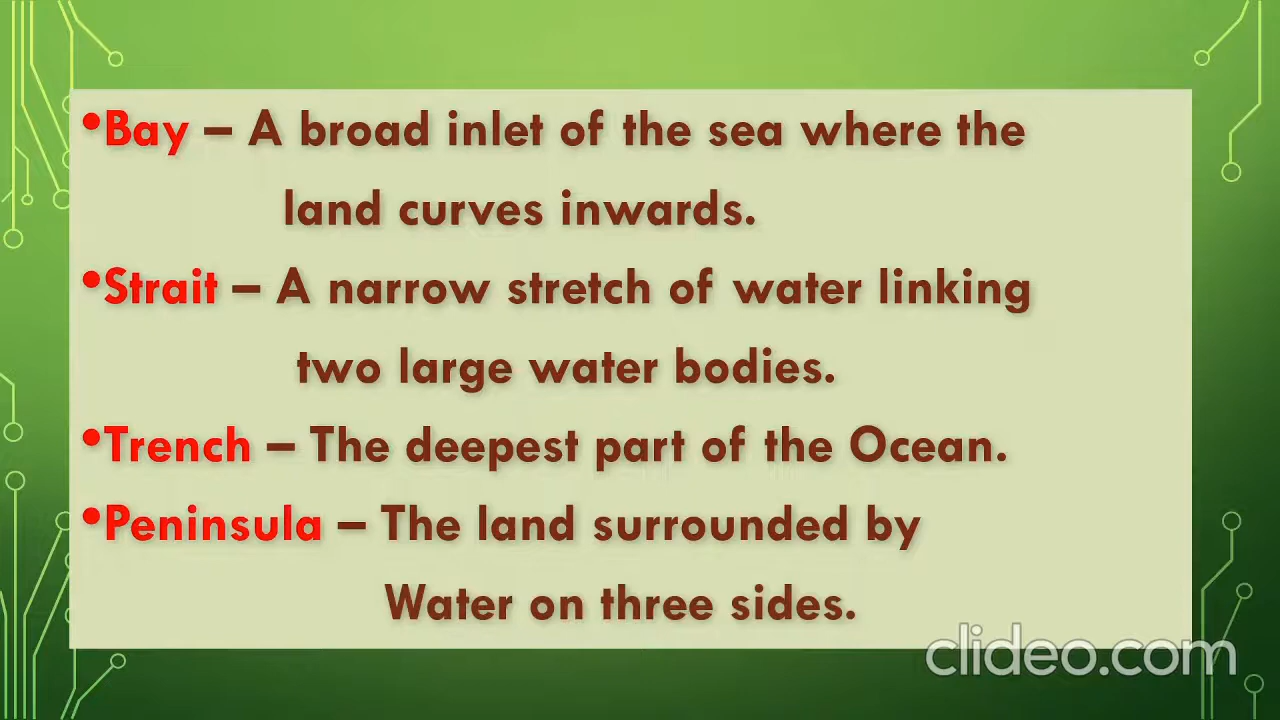 •Bay – A broad inlet of the sea where the
land curves inwards.
•Strait – A narrow stretch of water linking
two large water bodies.
•Trench – The deepest part of the Ocean.
•Peninsula – The land surrounded by
Water on three sides.
clideo.com